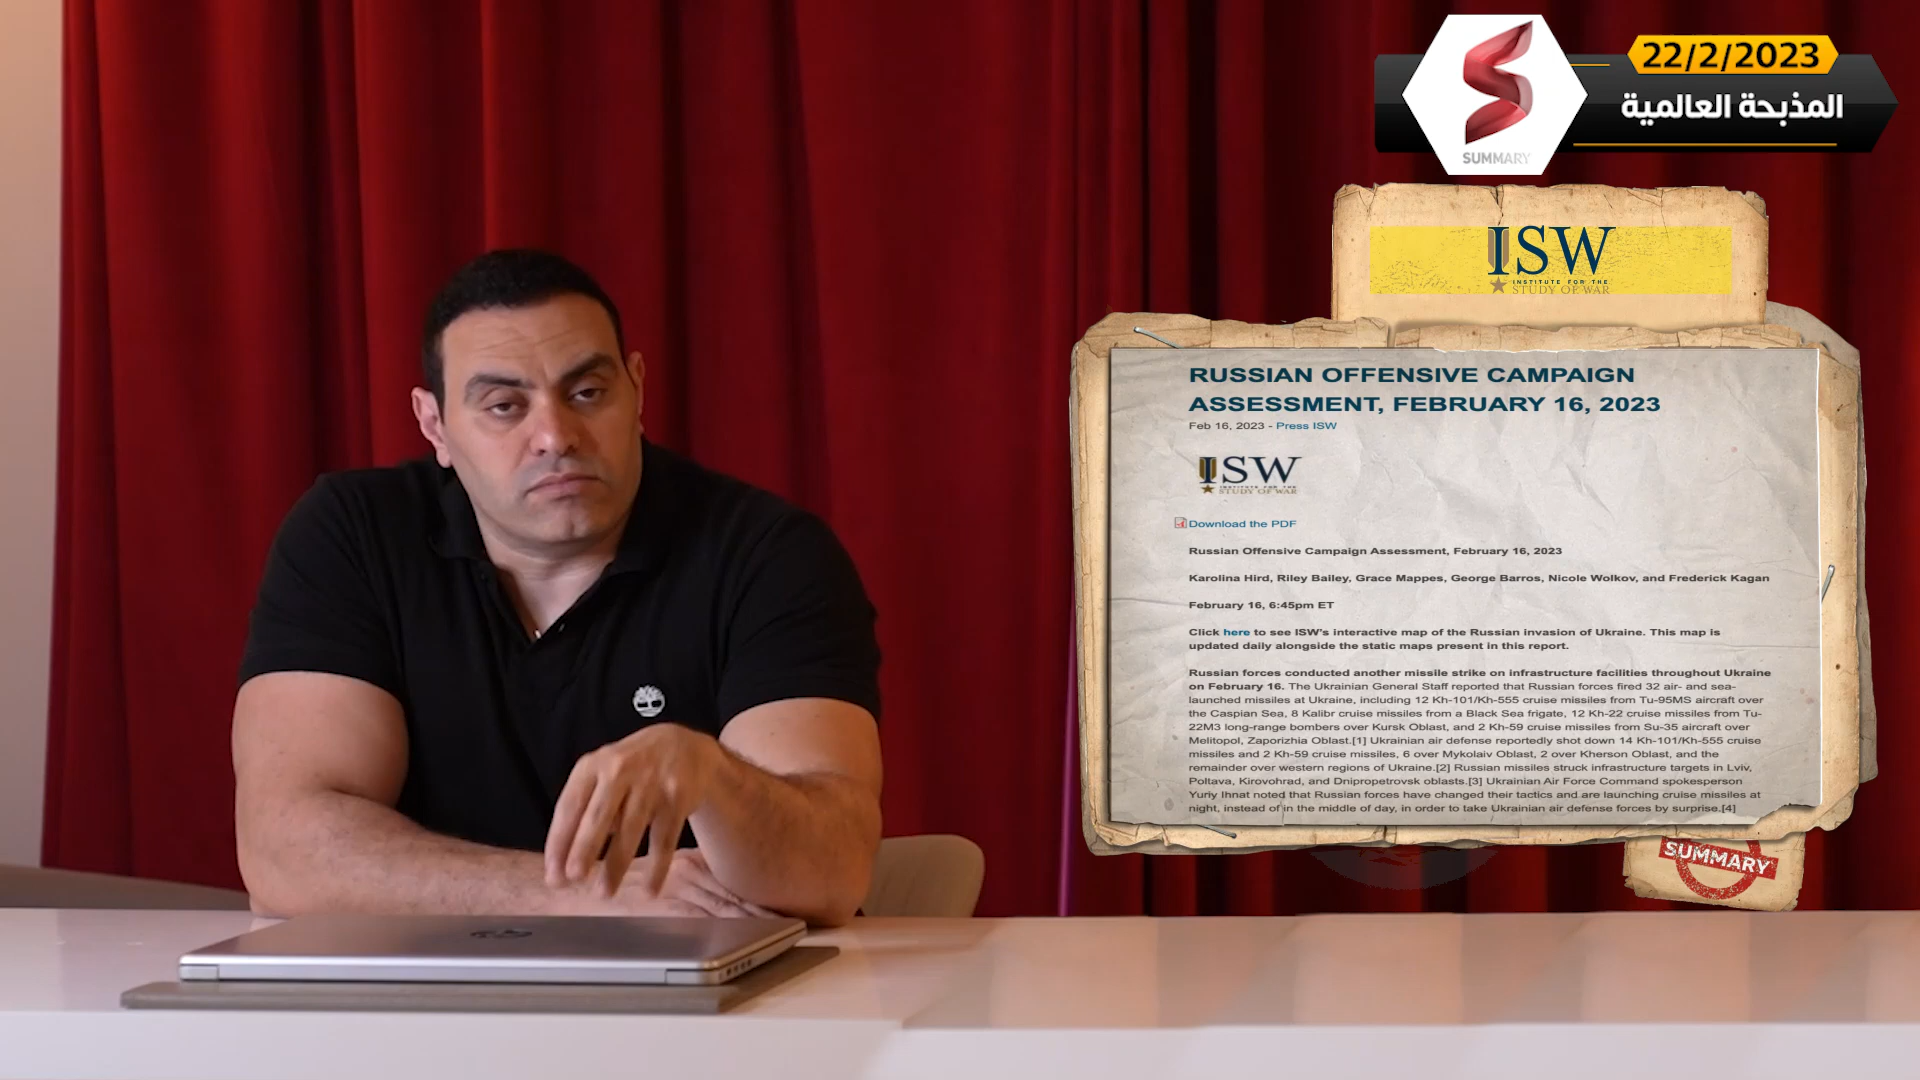 22/2/2023
المذبحة العالمية
SUMMARY
ISW
INSTITUTE FOR THE
STUDY OF WAR
RUSSIAN OFFENSIVE CAMPAIGN
ASSESSMENT, FEBRUARY 16, 2023
Feb 16, 2023 - Press ISW
ISW
INSTITUTE FOR THE
STUDY OF WAR
Download the PDF
Russian Offensive Campaign Assessment, February 16, 2023
Karolina Hird, Riley Bailey, Grace Mappes, George Barros, Nicole Wolkov, and Frederick Kagan
February 16, 6:45pm ET
Click here to see ISW's interactive map of the Russian invasion of Ukraine. This map is
updated daily alongside the static maps present in this report.
Russian forces conducted another missile strike on infrastructure facilities throughout Ukraine
on February 16. The Ukrainian General Staff reported that Russian forces fired 32 air- and sea-
launched missiles at Ukraine, including 12 Kh-101/Kh-555 cruise missiles from Tu-95MS aircraft over
the Caspian Sea, 8 Kalibr cruise missiles from a Black Sea frigate, 12 Kh-22 cruise missiles from Tu-
22M3 long-range bombers over Kursk Oblast, and 2 Kh-59 cruise missiles from Su-35 aircraft over
Melitopol, Zaporizhia Oblast.[1] Ukrainian air defense reportedly shot down 14 Kh-101/Kh-555 cruise
missiles and 2 Kh-59 cruise missiles, 6 over Mykolaiv Oblast, 2 over Kherson Oblast, and the
remainder over western regions of Ukraine.[2] Russian missiles struck infrastructure targets in Lviv,
Poltava, Kirovohrad, and Dnipropetrovsk oblasts.[3] Ukrainian Air Force Command spokesperson
Yuriy Ihnat noted that Russian forces have changed their tactics and are launching cruise missiles at
night, instead of in the middle of day, in order to take Ukrainian air defense forces by surprise.[4]
SUMMARY